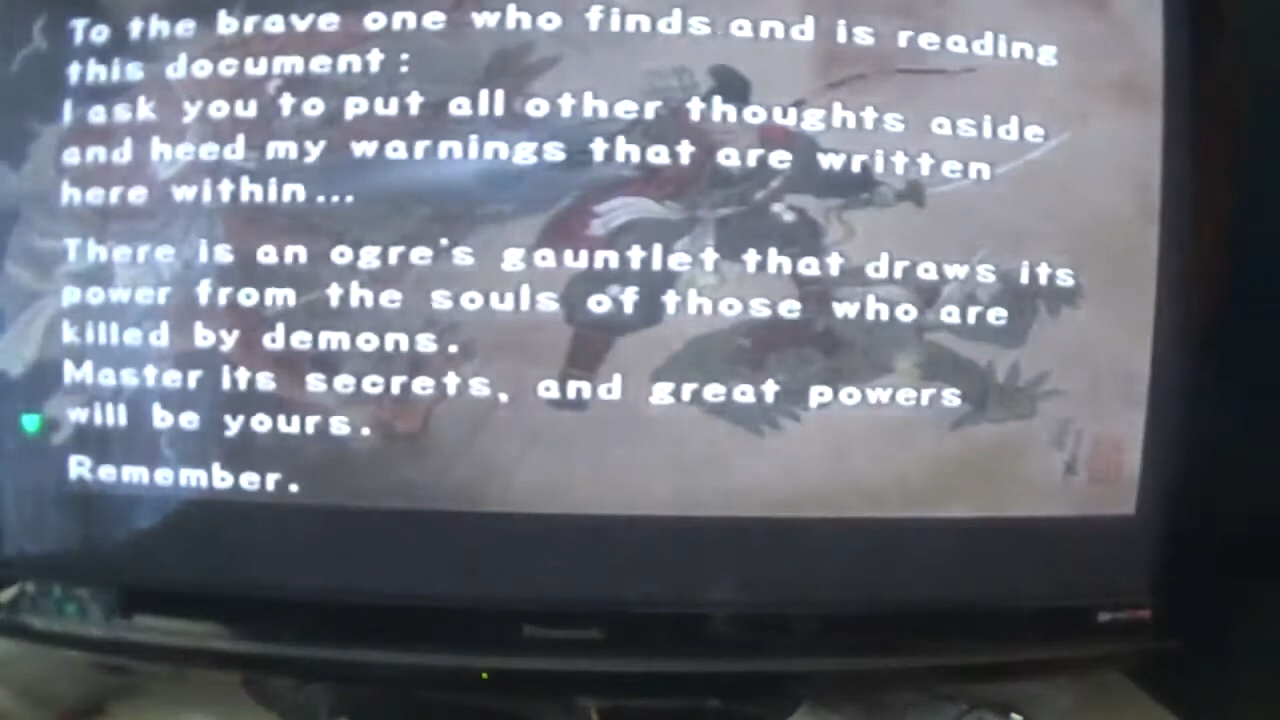 To the brave one who finds and is reading
this document:
I ask you to put all other thoughts aside
and heed my warnings that are written
here within...
There is an ogre's gauntlet that draws its
power from the souls of those who are
killed by demons.
Master its secrets, and great powers
will be yours.
Remember.
Panasonic